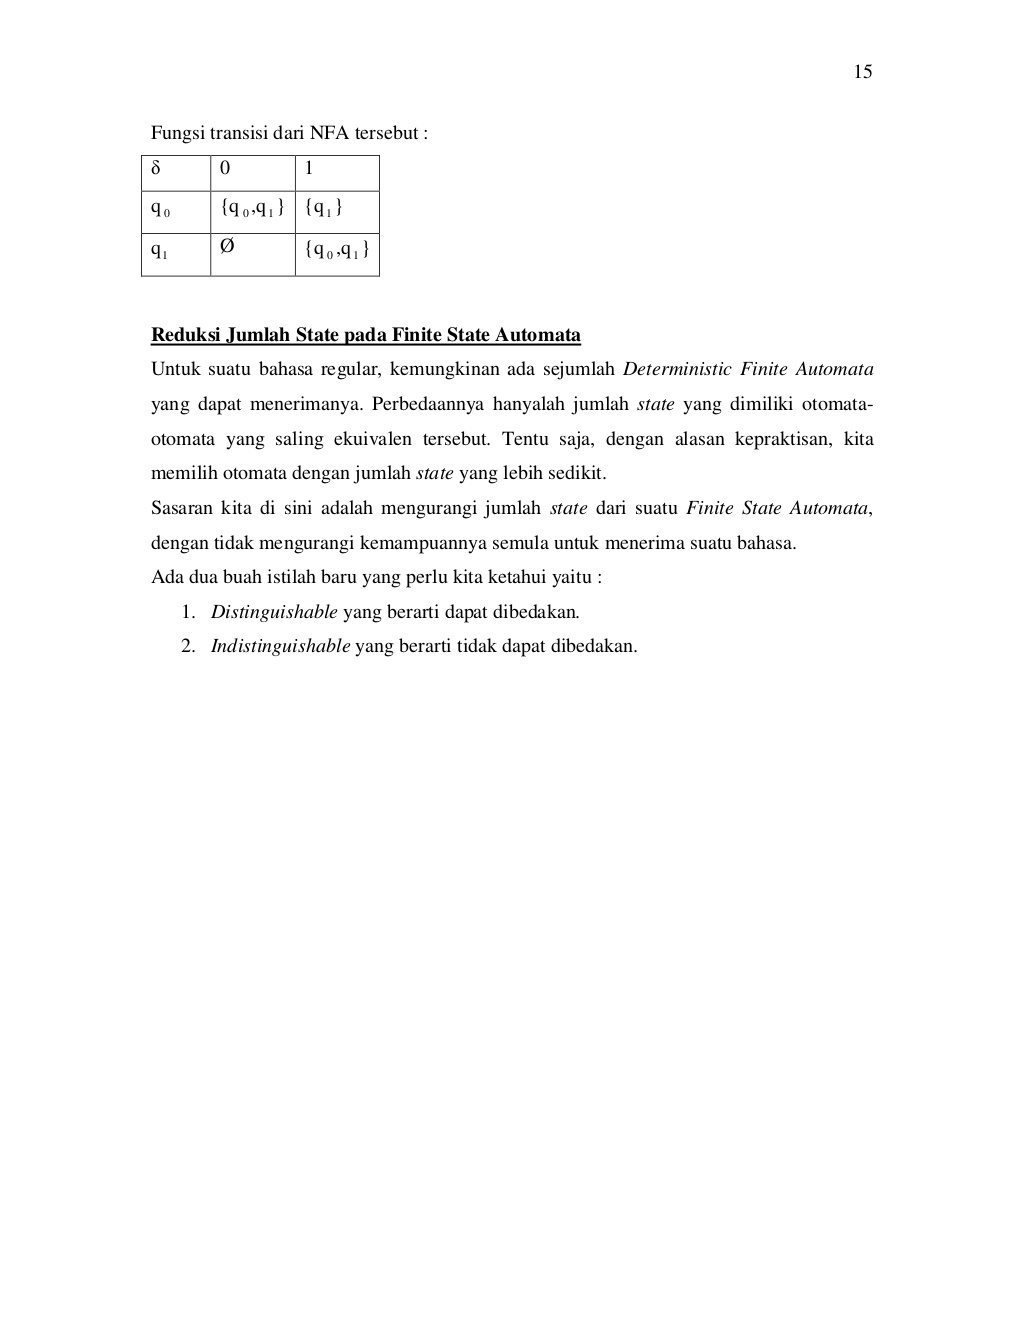 15
Fungsi transisi dari NFA tersebut :
δ 0 1
q₀ {q₀,q₁} {q₁}
q₁ Ø {q₀,q₁}
Reduksi Jumlah State pada Finite State Automata
Untuk suatu bahasa regular, kemungkinan ada sejumlah Deterministic Finite Automata
yang dapat menerimanya. Perbedaannya hanyalah jumlah state yang dimiliki otomata-
otomata yang saling ekuivalen tersebut. Tentu saja, dengan alasan kepraktisan, kita
memilih otomata dengan jumlah state yang lebih sedikit.
Sasaran kita di sini adalah mengurangi jumlah state dari suatu Finite State Automata,
dengan tidak mengurangi kemampuannya semula untuk menerima suatu bahasa.
Ada dua buah istilah baru yang perlu kita ketahui yaitu :
1. Distinguishable yang berarti dapat dibedakan.
2. Indistinguishable yang berarti tidak dapat dibedakan.